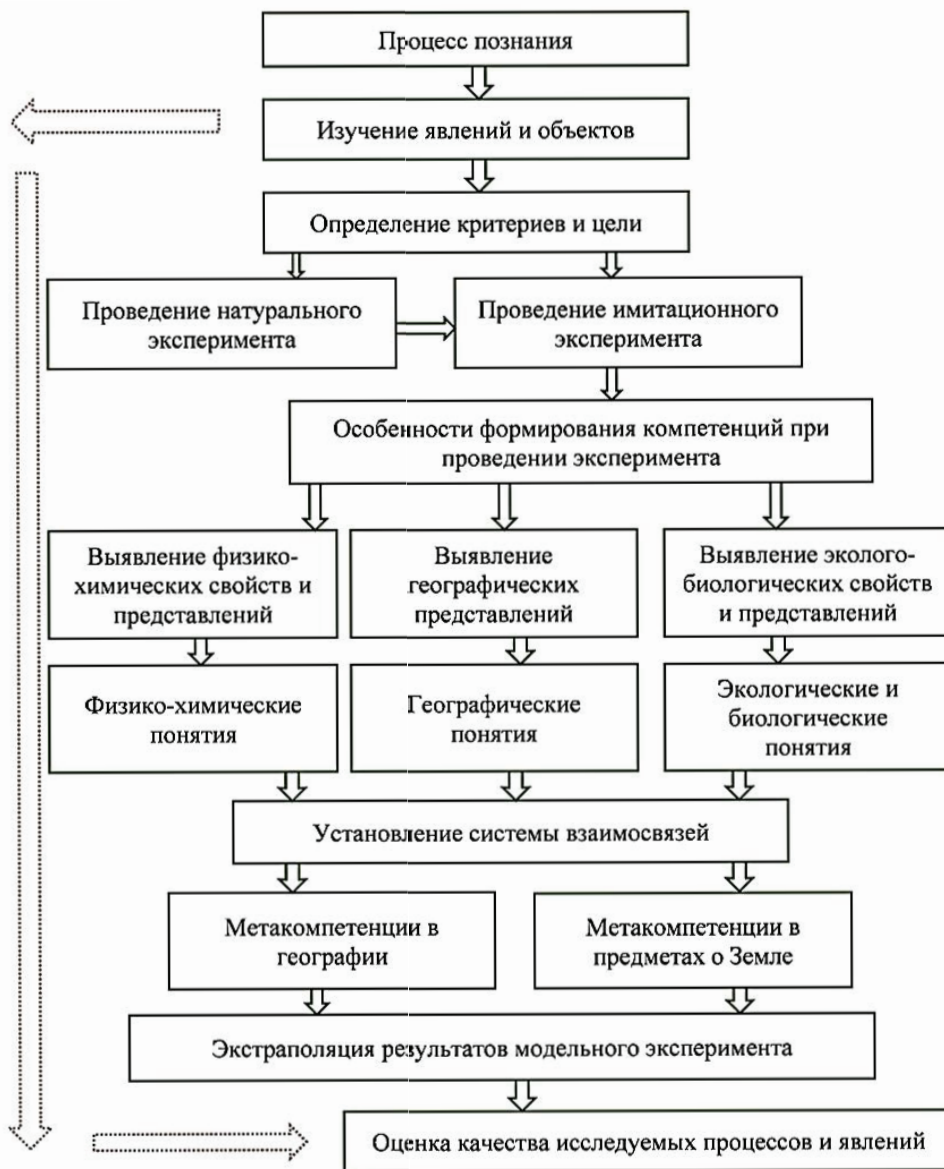 Процесс познания
Изучение явлений и объектов
Определение критериев и цели
Проведение натурального
эксперимента
Проведение имитационного
эксперимента
Особенности формирования компетенций при
проведении эксперимента
Выявление физико-
химических свойств и
представлений
Выявление
географических
представлений
Выявление эколого-
биологических свойств
и представлений
Физико-химические
понятия
Географические
понятия
Экологические и
биологические
понятия
Установление системы взаимосвязей
Метакомпетенции в
географии
Метакомпетенции в
предметах о Земле
Экстраполяция результатов модельного эксперимента
Оценка качества исследуемых процессов и явлений